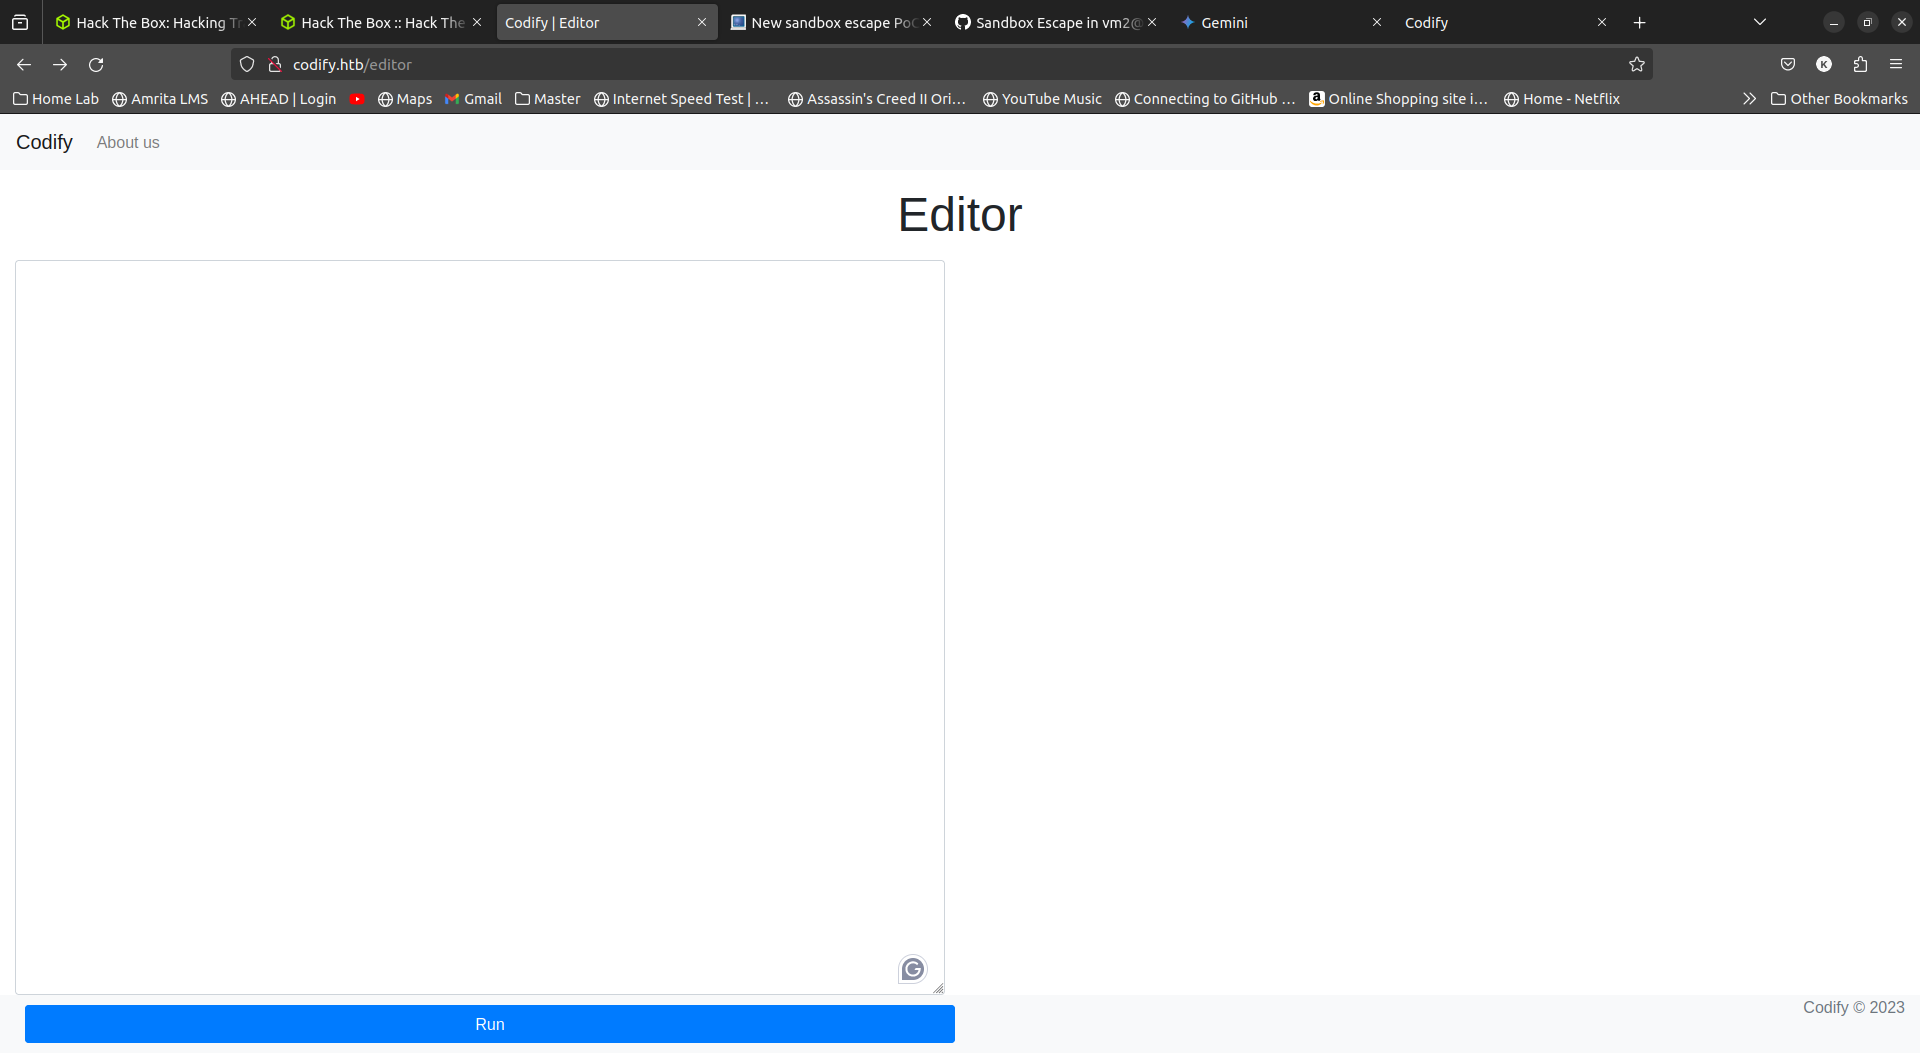 Hack The Box: Hacking Tr
Hack The Box :: Hack The
Codify | Editor
New sandbox escape PoC
Sandbox Escape in vm2@
Gemini
Codify
codify.htb/editor
K
Home Lab
Amrita LMS
AHEAD | Login
Maps
Gmail
Master
Internet Speed Test | ...
Assassin's Creed II Ori...
YouTube Music
Connecting to GitHub ...
Online Shopping site i...
Home - Netflix
Other Bookmarks
Codify
About us
Editor
Run
Codify © 2023